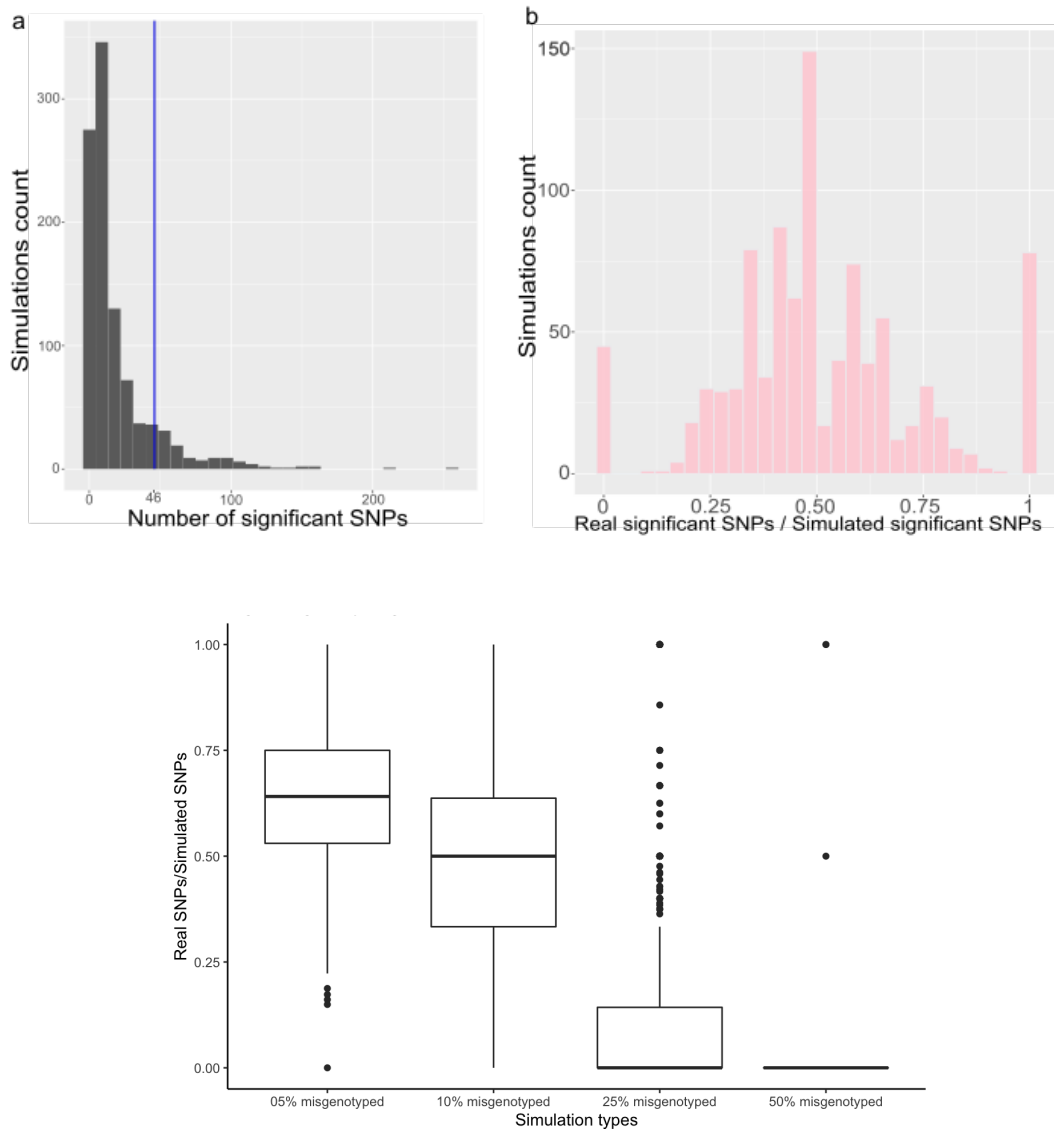 a
300
200
100
0
Simulations count
0
46
100
200
Number of significant SNPs
b
150
100
50
0
Simulations count
0
0.25
0.50
0.75
1
Real significant SNPs / Simulated significant SNPs
1.00
0.75
0.50
0.25
0.00
Real SNPs/Simulated SNPs
05% misgenotyped
10% misgenotyped
25% misgenotyped
50% misgenotyped
Simulation types